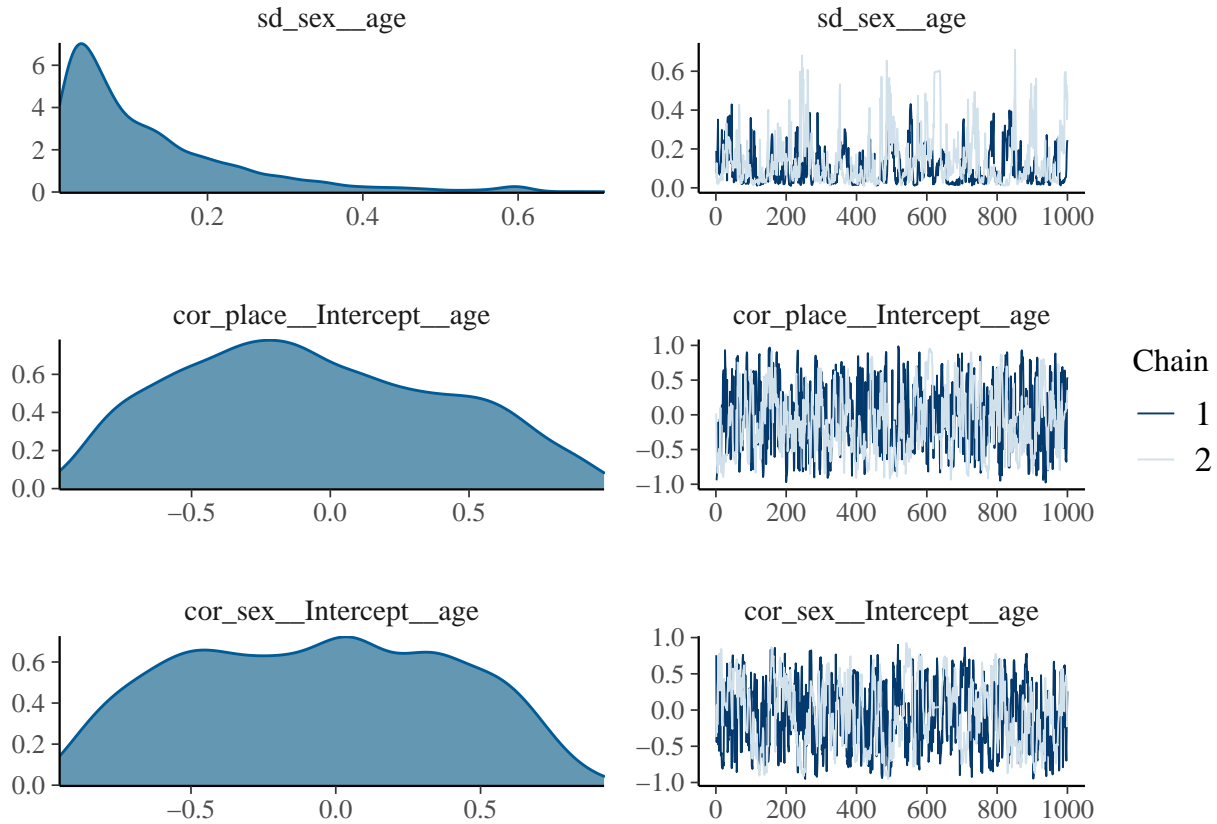 sd_sex__age
sd_sex__age
6
4
2
0
0.2 0.4 0.6
0.6
0.4
0.2
0.0
0 200 400 600 800 1000
cor_place__Intercept__age
cor_place__Intercept__age
0.6
0.4
0.2
0.0
−0.5 0.0 0.5
1.0
0.5
0.0
−0.5
−1.0
0 200 400 600 800 1000
Chain
1
2
cor_sex__Intercept__age
cor_sex__Intercept__age
0.6
0.4
0.2
0.0
−0.5 0.0 0.5
1.0
0.5
0.0
−0.5
−1.0
0 200 400 600 800 1000